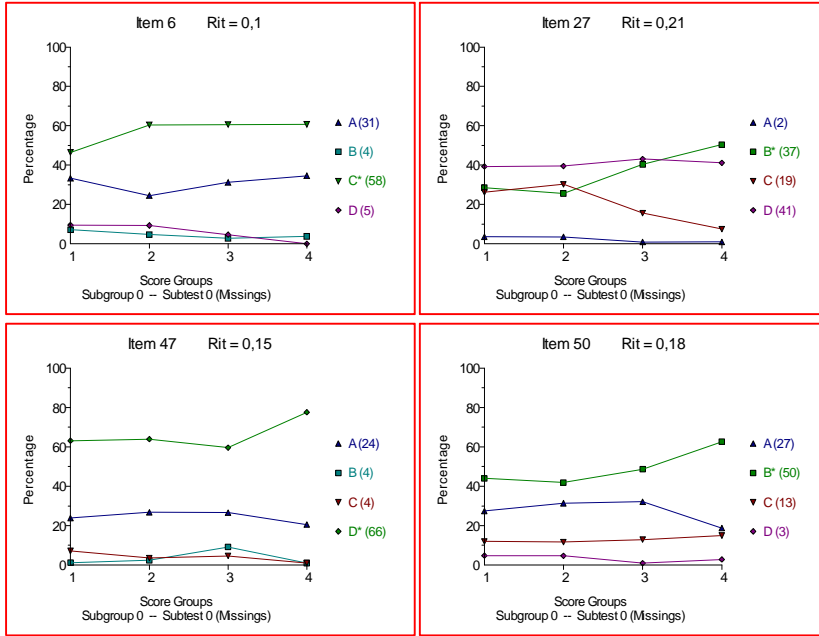 Item 6 Rit = 0,1
100
80
60
40
20
0
Percentage
1 2 3 4
Score Groups
Subgroup 0 -- Subtest 0 (Missings)
A (31)
B (4)
C* (58)
D (5)
Item 27 Rit = 0,21
100
80
60
40
20
0
Percentage
1 2 3 4
Score Groups
Subgroup 0 -- Subtest 0 (Missings)
A (2)
B* (37)
C (19)
D (41)
Item 47 Rit = 0,15
100
80
60
40
20
0
Percentage
1 2 3 4
Score Groups
Subgroup 0 -- Subtest 0 (Missings)
A (24)
B (4)
C (4)
D* (66)
Item 50 Rit = 0,18
100
80
60
40
20
0
Percentage
1 2 3 4
Score Groups
Subgroup 0 -- Subtest 0 (Missings)
A (27)
B* (50)
C (13)
D (3)